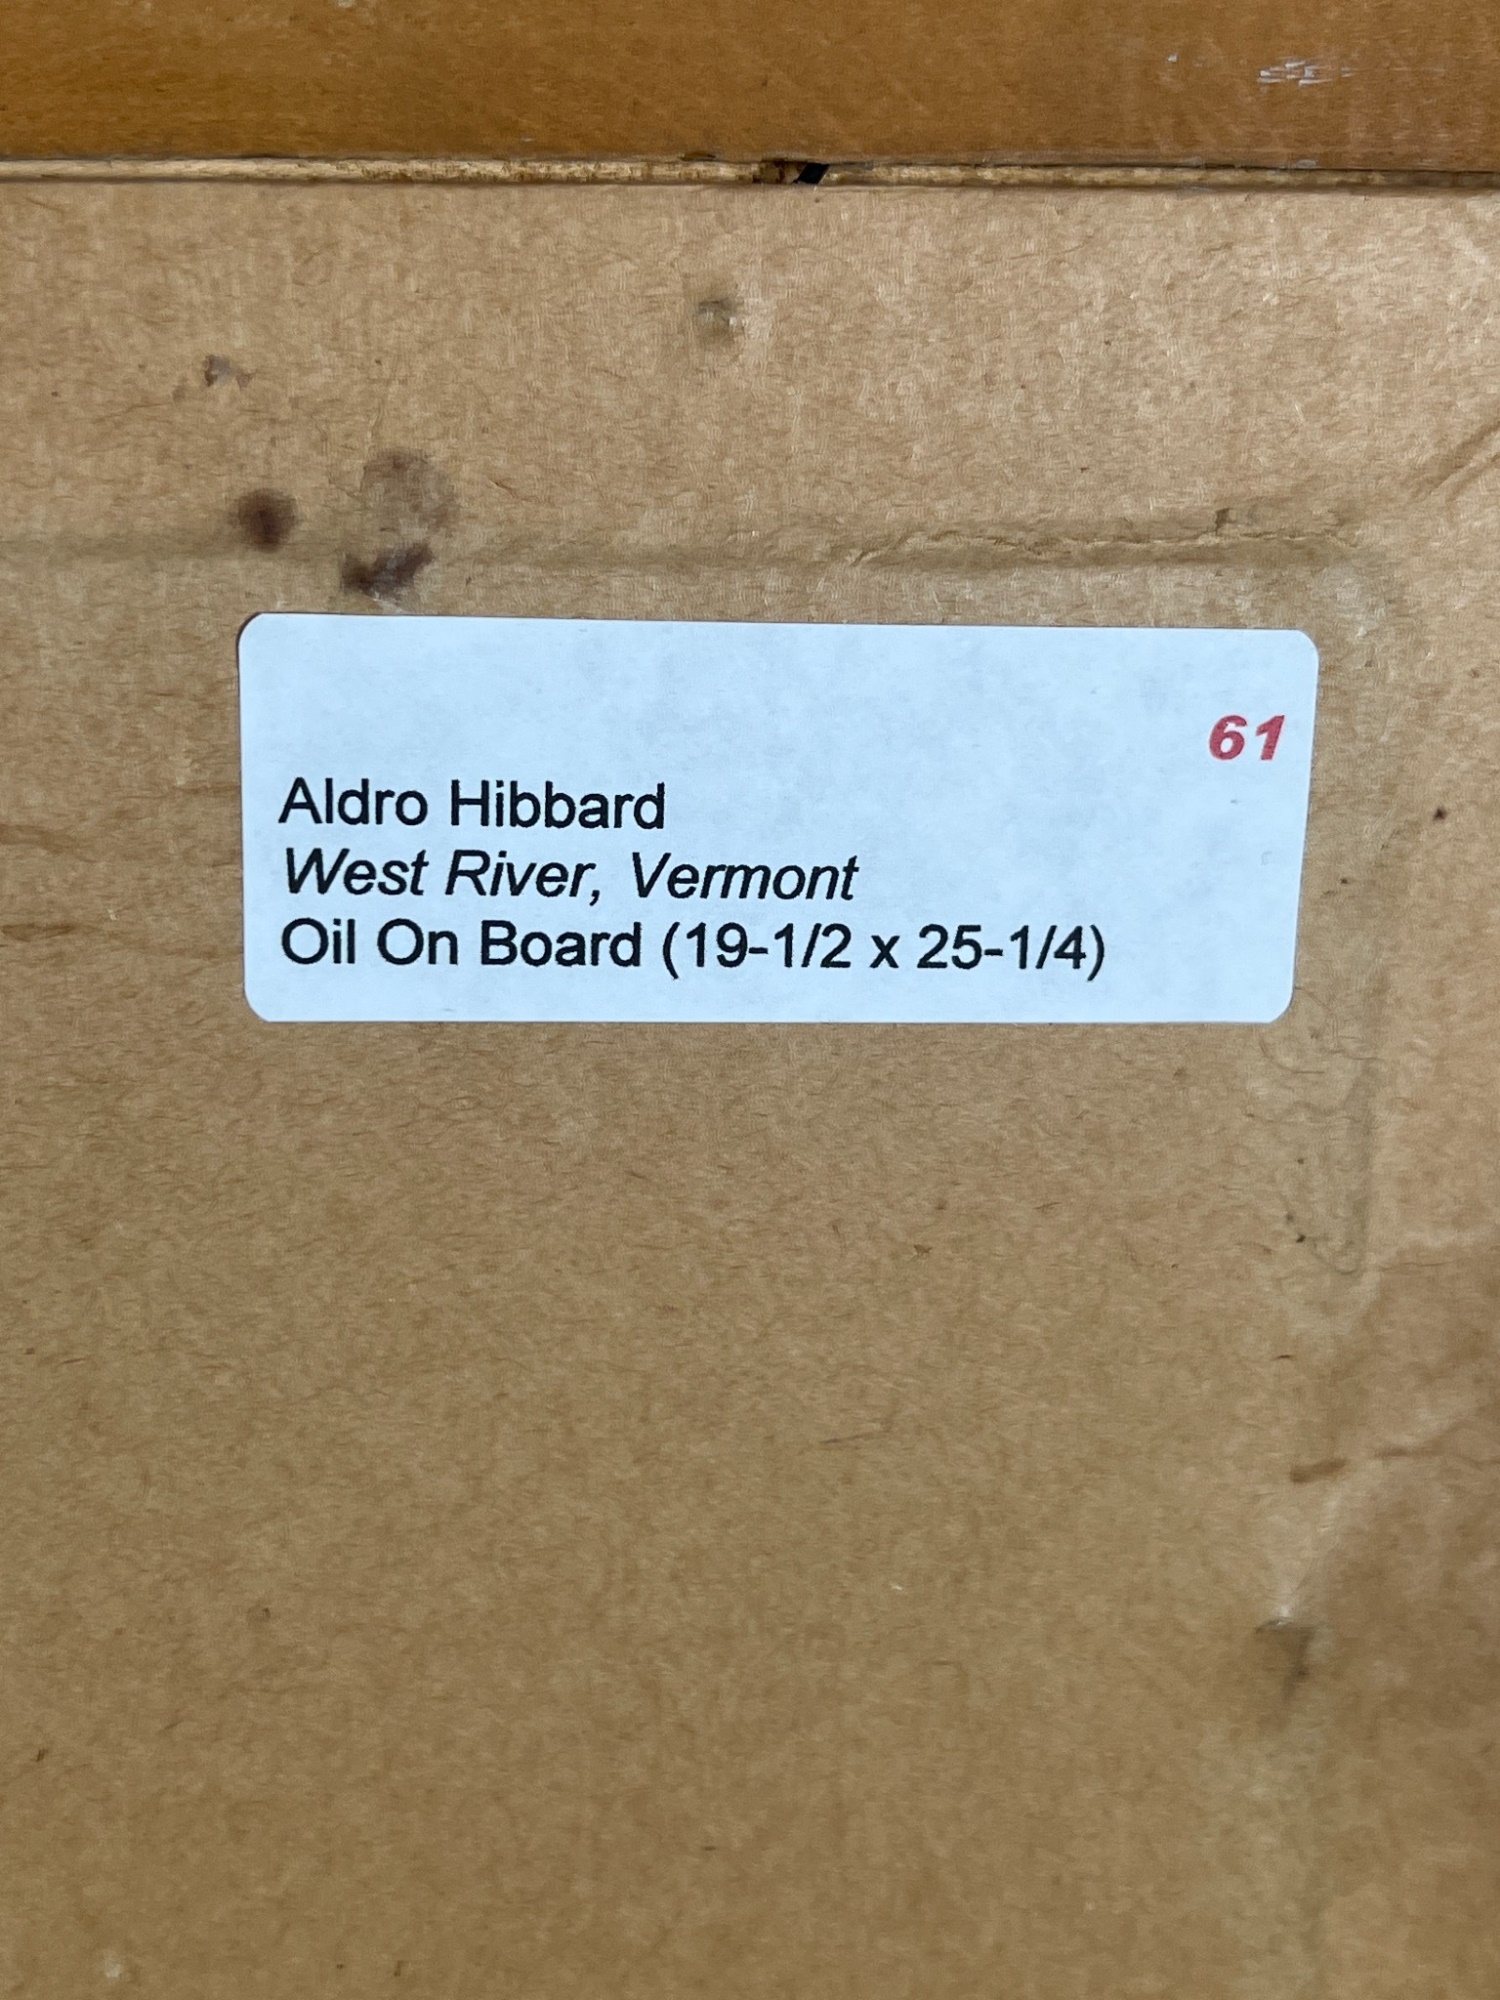 61
Aldro Hibbard
West River, Vermont
Oil On Board (19-1/2 x 25-1/4)